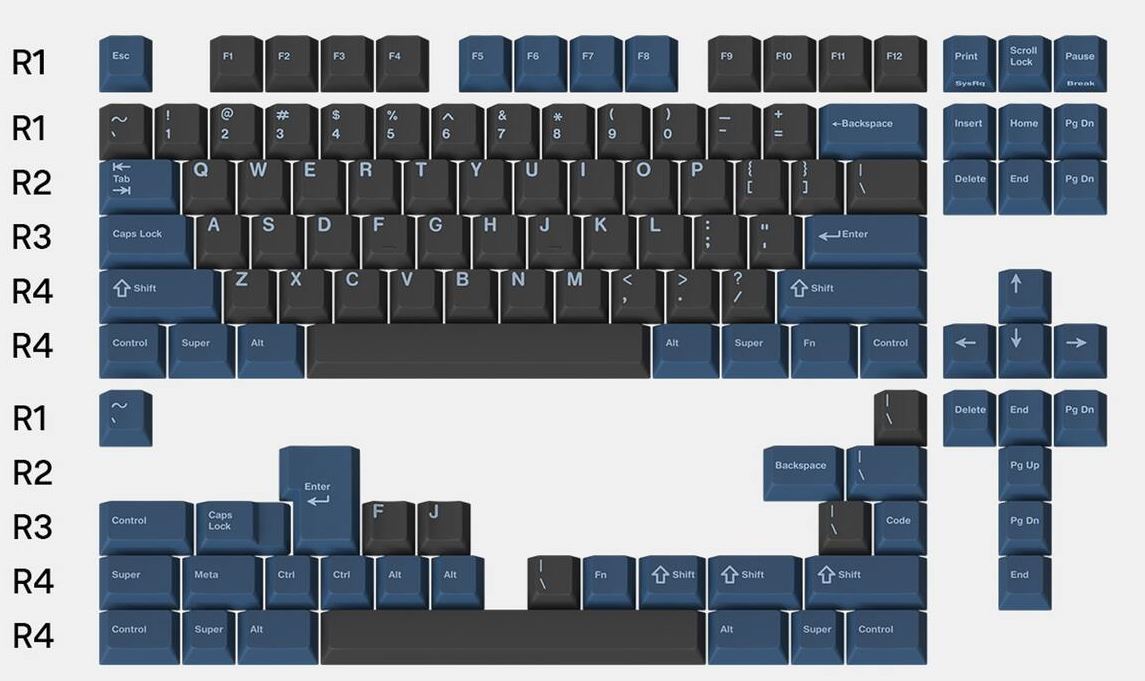 R1 Esc F1 F2 F3 F4 F5 F6 F7 F8 F9 F10 F11 F12 Print SysRq Scroll Lock Pause Break
R1 ~ ` ! 1 @ 2 # 3 $ 4 % 5 ^ 6 & 7 * 8 ( 9 ) 0 — - + = ←Backspace Insert Home Pg Dn
R2 Tab Q W E R T Y U I O P { [ } ] | \ Delete End Pg Dn
R3 Caps Lock A S D F G H J K L : ; " ' Enter
R4 Shift Z X C V B N M < , > . ? / Shift ↑
R4 Control Super Alt Alt Super Fn Control ← ↓ →
R1 ~ ` | \ Delete End Pg Dn
R2 Enter Backspace | \ Pg Up
R3 Control Caps Lock F J | \ Code Pg Dn
R4 Super Meta Ctrl Ctrl Alt Alt | \ Fn Shift Shift Shift End
R4 Control Super Alt Alt Super Control